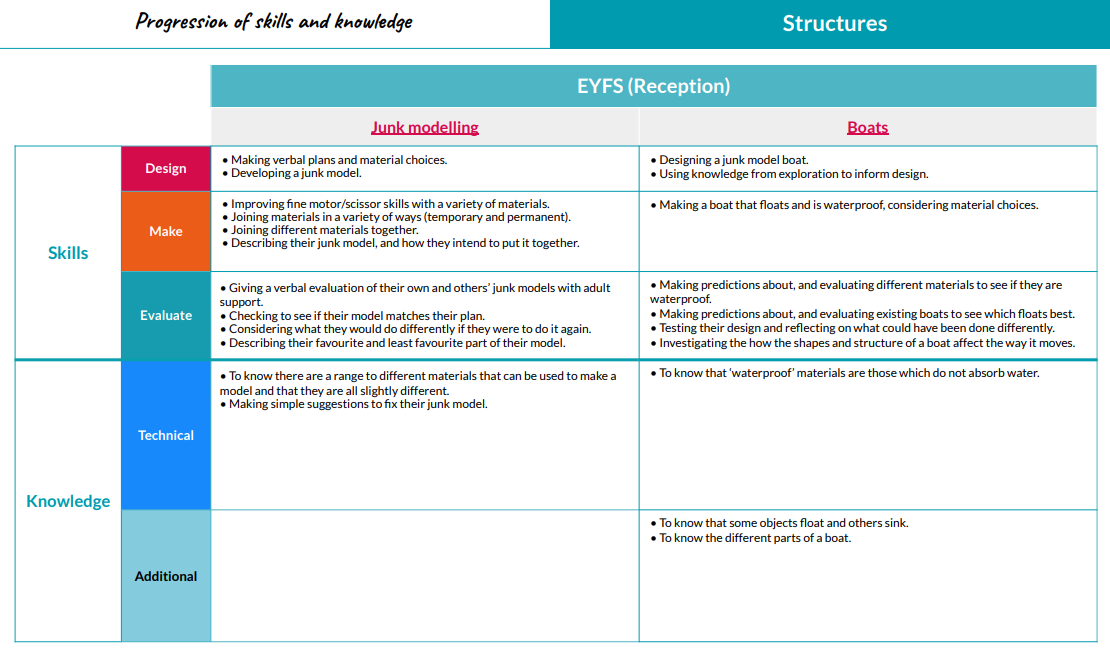 Progression of skills and knowledge
Structures
EYFS (Reception)
Junk modelling
Boats
Skills
Design
• Making verbal plans and material choices.
• Developing a junk model.
• Designing a junk model boat.
• Using knowledge from exploration to inform design.
Make
• Improving fine motor/scissor skills with a variety of materials.
• Joining materials in a variety of ways (temporary and permanent).
• Joining different materials together.
• Describing their junk model, and how they intend to put it together.
• Making a boat that floats and is waterproof, considering material choices.
Evaluate
• Giving a verbal evaluation of their own and others' junk models with adult
support.
• Checking to see if their model matches their plan.
• Considering what they would do differently if they were to do it again.
• Describing their favourite and least favourite part of their model.
• Making predictions about, and evaluating different materials to see if they are
waterproof.
• Making predictions about, and evaluating existing boats to see which floats best.
• Testing their design and reflecting on what could have been done differently.
• Investigating the how the shapes and structure of a boat affect the way it moves.
Knowledge
Technical
• To know there are a range to different materials that can be used to make a
model and that they are all slightly different.
• Making simple suggestions to fix their junk model.
• To know that ‘waterproof’ materials are those which do not absorb water.
Additional
• To know that some objects float and others sink.
• To know the different parts of a boat.